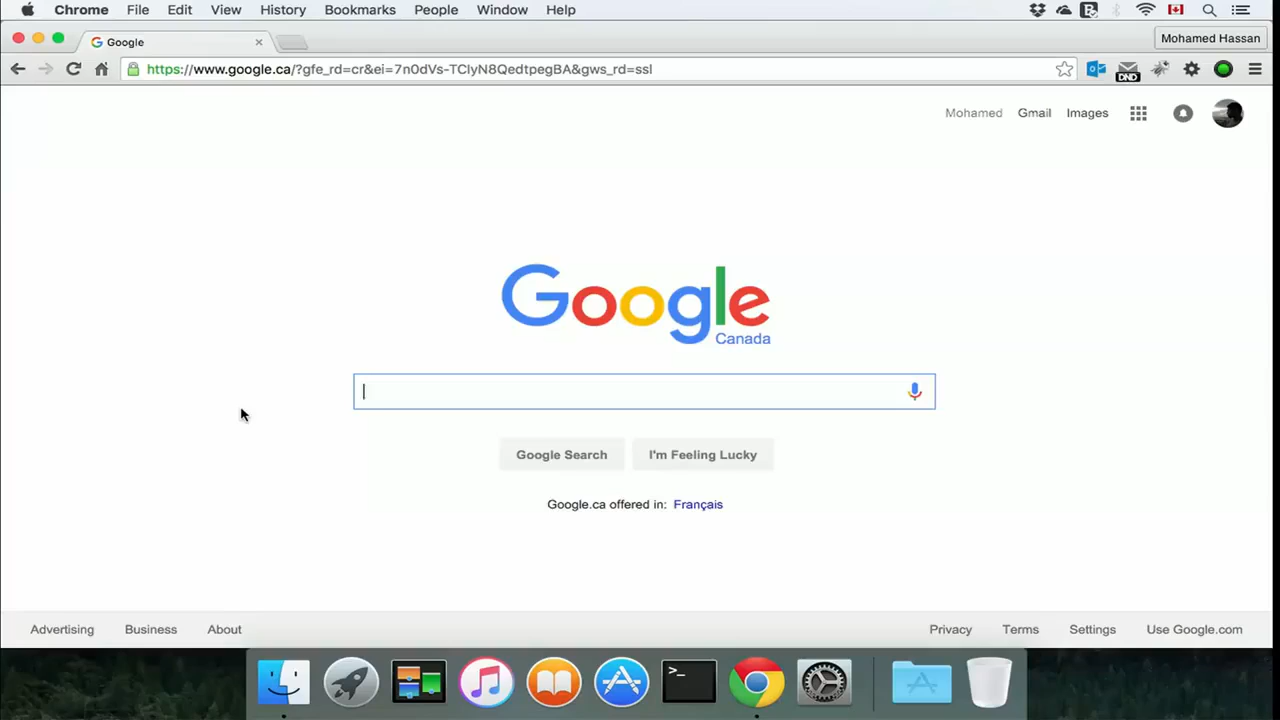 Chrome File Edit View History Bookmarks People Window Help
Google
Mohamed Hassan
https://www.google.ca/?gfe_rd=cr&ei=7n0dVs-TCIyN8QedtpegBA&gws_rd=ssl
DND
Mohamed Gmail Images
Google
Canada
Google Search I'm Feeling Lucky
Google.ca offered in: Français
Advertising Business About Privacy Terms Settings Use Google.com
>_